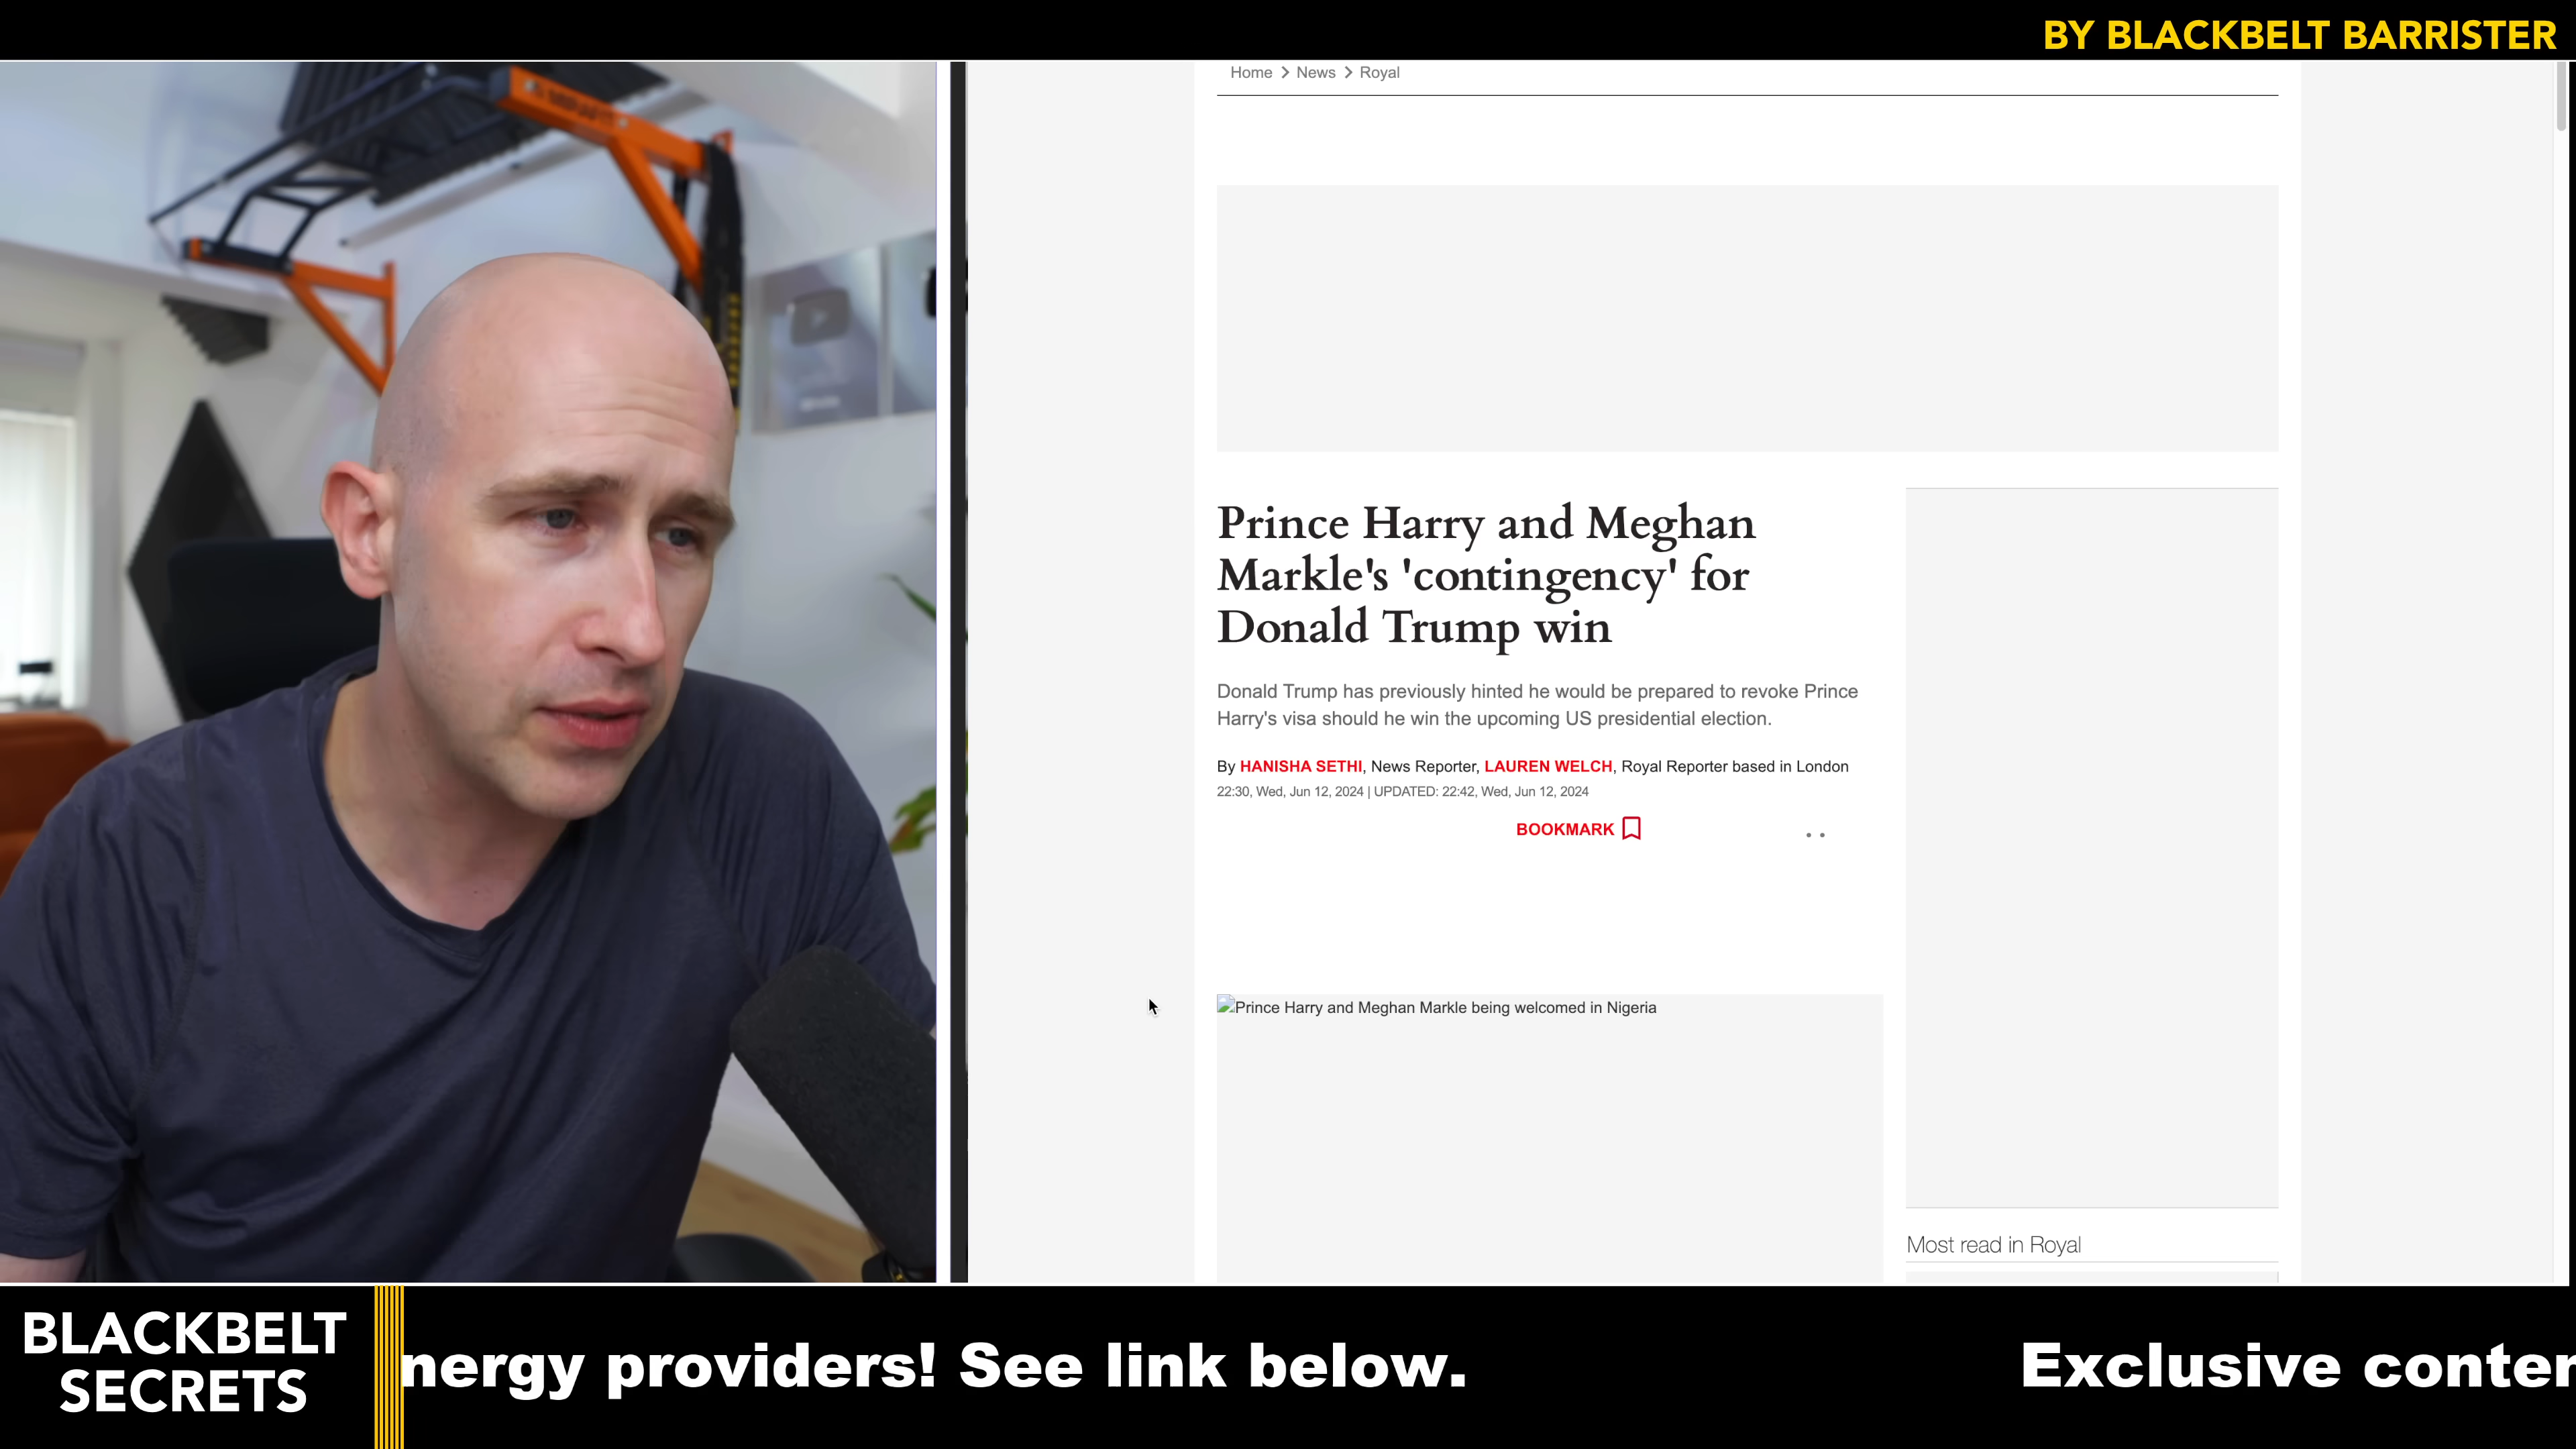 BY BLACKBELT BARRISTER
Home > News > Royal
Prince Harry and Meghan
Markle's 'contingency' for
Donald Trump win
Donald Trump has previously hinted he would be prepared to revoke Prince
Harry's visa should he win the upcoming US presidential election.
By HANISHA SETHI, News Reporter, LAUREN WELCH, Royal Reporter based in London
22:30, Wed, Jun 12, 2024 | UPDATED: 22:42, Wed, Jun 12, 2024
BOOKMARK
Prince Harry and Meghan Markle being welcomed in Nigeria
Most read in Royal
BLACKBELT
SECRETS
nergy providers! See link below.
Exclusive conten